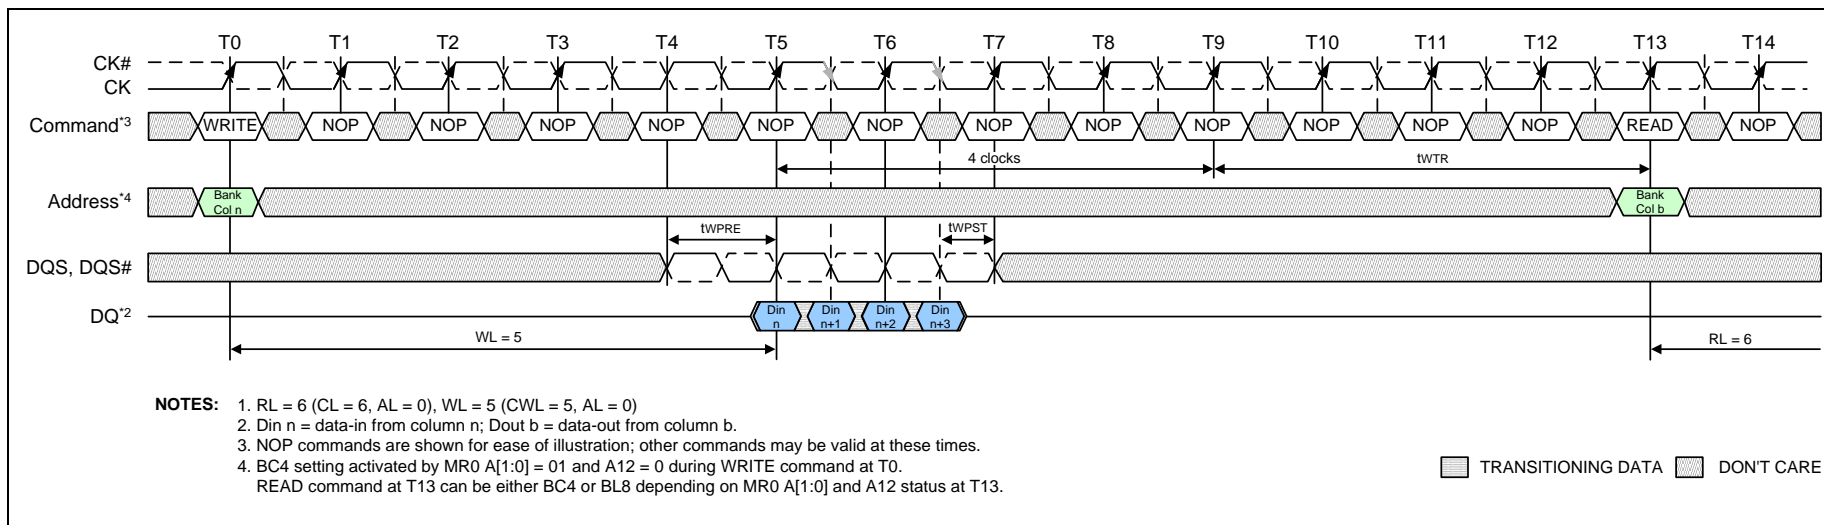 T0 T1 T2 T3 T4 T5 T6 T7 T8 T9 T10 T11 T12 T13 T14
CK#
CK
Command*3 WRITE NOP NOP NOP NOP NOP NOP NOP NOP NOP NOP NOP NOP READ NOP
4 clocks tWTR
Address*4 Bank Col n Bank Col b
tWPRE tWPST
DQS, DQS#
DQ*2 Din n Din n+1 Din n+2 Din n+3
WL = 5 RL = 6
NOTES: 1. RL = 6 (CL = 6, AL = 0), WL = 5 (CWL = 5, AL = 0)
2. Din n = data-in from column n; Dout b = data-out from column b.
3. NOP commands are shown for ease of illustration; other commands may be valid at these times.
4. BC4 setting activated by MR0 A[1:0] = 01 and A12 = 0 during WRITE command at T0.
READ command at T13 can be either BC4 or BL8 depending on MR0 A[1:0] and A12 status at T13.
TRANSITIONING DATA DON'T CARE